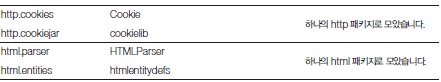 http.cookies Cookie 하나의 http 패키지로 모았습니다.
http.cookiejar cookielib
html.parser HTMLParser 하나의 html 패키지로 모았습니다.
html.entities htmlentitydefs